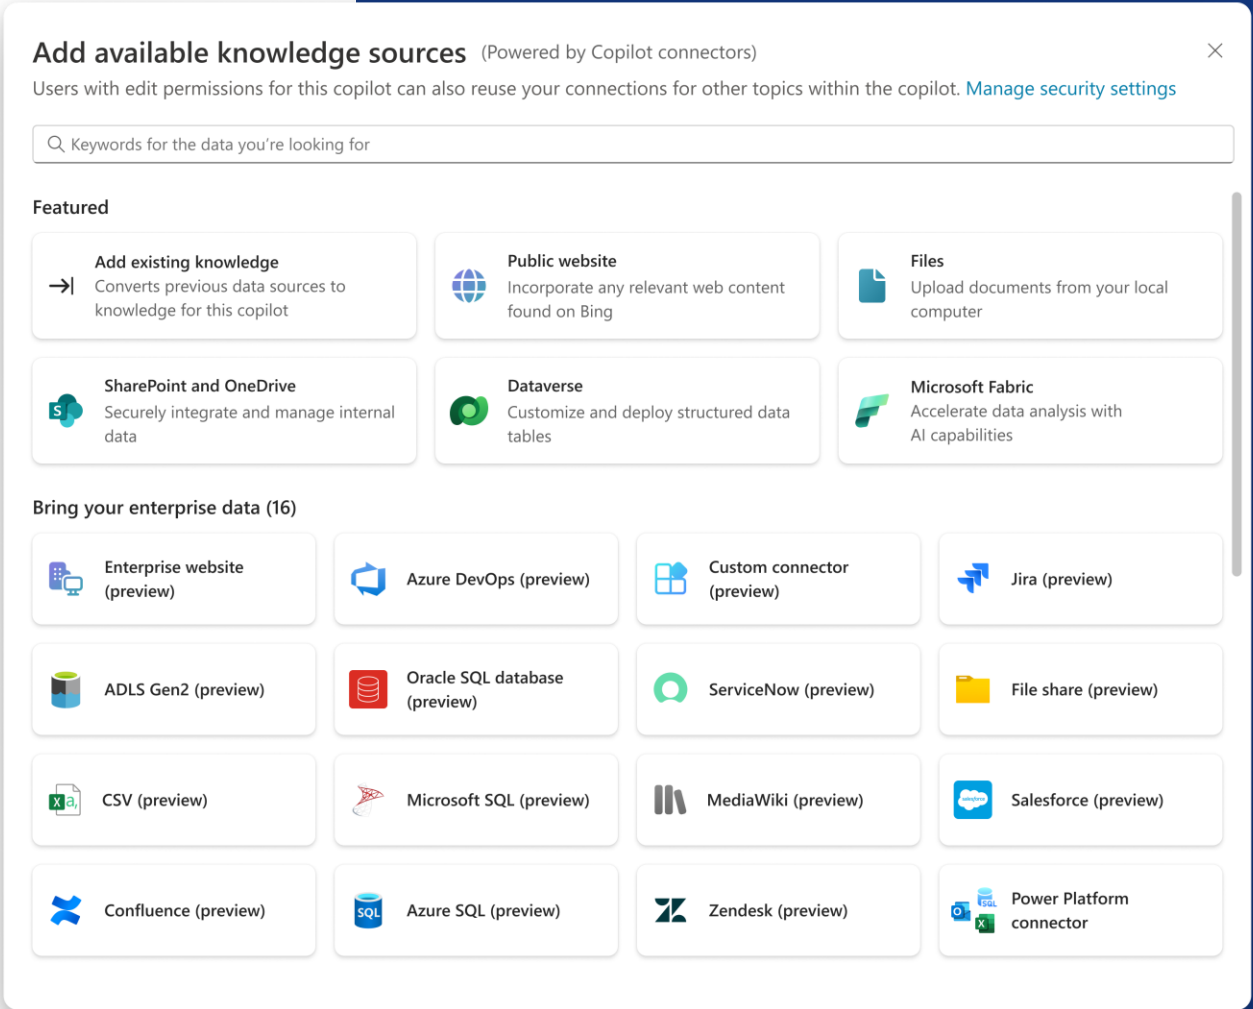 Add available knowledge sources (Powered by Copilot connectors)
Users with edit permissions for this copilot can also reuse your connections for other topics within the copilot. Manage security settings
Keywords for the data you're looking for
Featured
Add existing knowledge
Converts previous data sources to
knowledge for this copilot
Public website
Incorporate any relevant web content
found on Bing
Files
Upload documents from your local
computer
SharePoint and OneDrive
Securely integrate and manage internal
data
Dataverse
Customize and deploy structured data
tables
Microsoft Fabric
Accelerate data analysis with
AI capabilities
Bring your enterprise data (16)
Enterprise website
(preview)
Azure DevOps (preview)
Custom connector
(preview)
Jira (preview)
ADLS Gen2 (preview)
Oracle SQL database
(preview)
ServiceNow (preview)
File share (preview)
CSV (preview)
Microsoft SQL (preview)
MediaWiki (preview)
salesforce
Salesforce (preview)
Confluence (preview)
SQL
Azure SQL (preview)
Zendesk (preview)
SQL
Power Platform
connector